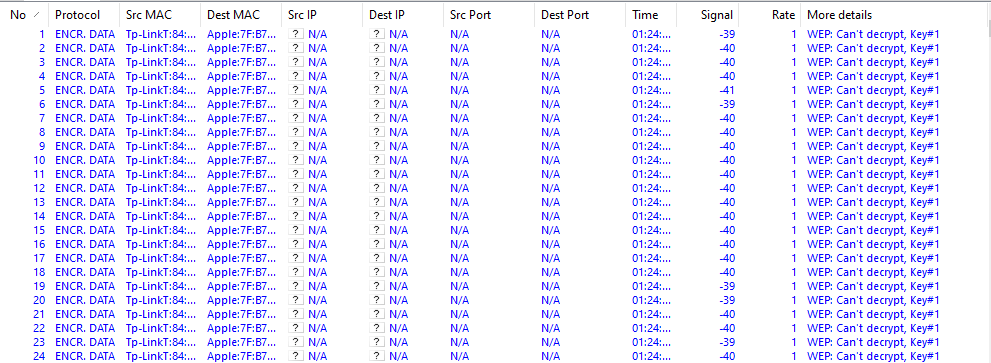 No Protocol Src MAC Dest MAC Src IP Dest IP Src Port Dest Port Time Signal Rate More details
1 ENCR. DATA Tp-LinkT:84:... Apple:7F:B7... ? N/A ? N/A N/A N/A 01:24:... -39 1 WEP: Can't decrypt, Key#1
2 ENCR. DATA Tp-LinkT:84:... Apple:7F:B7... ? N/A ? N/A N/A N/A 01:24:... -40 1 WEP: Can't decrypt, Key#1
3 ENCR. DATA Tp-LinkT:84:... Apple:7F:B7... ? N/A ? N/A N/A N/A 01:24:... -40 1 WEP: Can't decrypt, Key#1
4 ENCR. DATA Tp-LinkT:84:... Apple:7F:B7... ? N/A ? N/A N/A N/A 01:24:... -40 1 WEP: Can't decrypt, Key#1
5 ENCR. DATA Tp-LinkT:84:... Apple:7F:B7... ? N/A ? N/A N/A N/A 01:24:... -41 1 WEP: Can't decrypt, Key#1
6 ENCR. DATA Tp-LinkT:84:... Apple:7F:B7... ? N/A ? N/A N/A N/A 01:24:... -39 1 WEP: Can't decrypt, Key#1
7 ENCR. DATA Tp-LinkT:84:... Apple:7F:B7... ? N/A ? N/A N/A N/A 01:24:... -40 1 WEP: Can't decrypt, Key#1
8 ENCR. DATA Tp-LinkT:84:... Apple:7F:B7... ? N/A ? N/A N/A N/A 01:24:... -40 1 WEP: Can't decrypt, Key#1
9 ENCR. DATA Tp-LinkT:84:... Apple:7F:B7... ? N/A ? N/A N/A N/A 01:24:... -40 1 WEP: Can't decrypt, Key#1
10 ENCR. DATA Tp-LinkT:84:... Apple:7F:B7... ? N/A ? N/A N/A N/A 01:24:... -40 1 WEP: Can't decrypt, Key#1
11 ENCR. DATA Tp-LinkT:84:... Apple:7F:B7... ? N/A ? N/A N/A N/A 01:24:... -40 1 WEP: Can't decrypt, Key#1
12 ENCR. DATA Tp-LinkT:84:... Apple:7F:B7... ? N/A ? N/A N/A N/A 01:24:... -40 1 WEP: Can't decrypt, Key#1
13 ENCR. DATA Tp-LinkT:84:... Apple:7F:B7... ? N/A ? N/A N/A N/A 01:24:... -40 1 WEP: Can't decrypt, Key#1
14 ENCR. DATA Tp-LinkT:84:... Apple:7F:B7... ? N/A ? N/A N/A N/A 01:24:... -40 1 WEP: Can't decrypt, Key#1
15 ENCR. DATA Tp-LinkT:84:... Apple:7F:B7... ? N/A ? N/A N/A N/A 01:24:... -40 1 WEP: Can't decrypt, Key#1
16 ENCR. DATA Tp-LinkT:84:... Apple:7F:B7... ? N/A ? N/A N/A N/A 01:24:... -40 1 WEP: Can't decrypt, Key#1
17 ENCR. DATA Tp-LinkT:84:... Apple:7F:B7... ? N/A ? N/A N/A N/A 01:24:... -40 1 WEP: Can't decrypt, Key#1
18 ENCR. DATA Tp-LinkT:84:... Apple:7F:B7... ? N/A ? N/A N/A N/A 01:24:... -40 1 WEP: Can't decrypt, Key#1
19 ENCR. DATA Tp-LinkT:84:... Apple:7F:B7... ? N/A ? N/A N/A N/A 01:24:... -39 1 WEP: Can't decrypt, Key#1
20 ENCR. DATA Tp-LinkT:84:... Apple:7F:B7... ? N/A ? N/A N/A N/A 01:24:... -39 1 WEP: Can't decrypt, Key#1
21 ENCR. DATA Tp-LinkT:84:... Apple:7F:B7... ? N/A ? N/A N/A N/A 01:24:... -40 1 WEP: Can't decrypt, Key#1
22 ENCR. DATA Tp-LinkT:84:... Apple:7F:B7... ? N/A ? N/A N/A N/A 01:24:... -40 1 WEP: Can't decrypt, Key#1
23 ENCR. DATA Tp-LinkT:84:... Apple:7F:B7... ? N/A ? N/A N/A N/A 01:24:... -39 1 WEP: Can't decrypt, Key#1
24 ENCR. DATA Tp-LinkT:84:... Apple:7F:B7... ? N/A ? N/A N/A N/A 01:24:... -40 1 WEP: Can't decrypt, Key#1